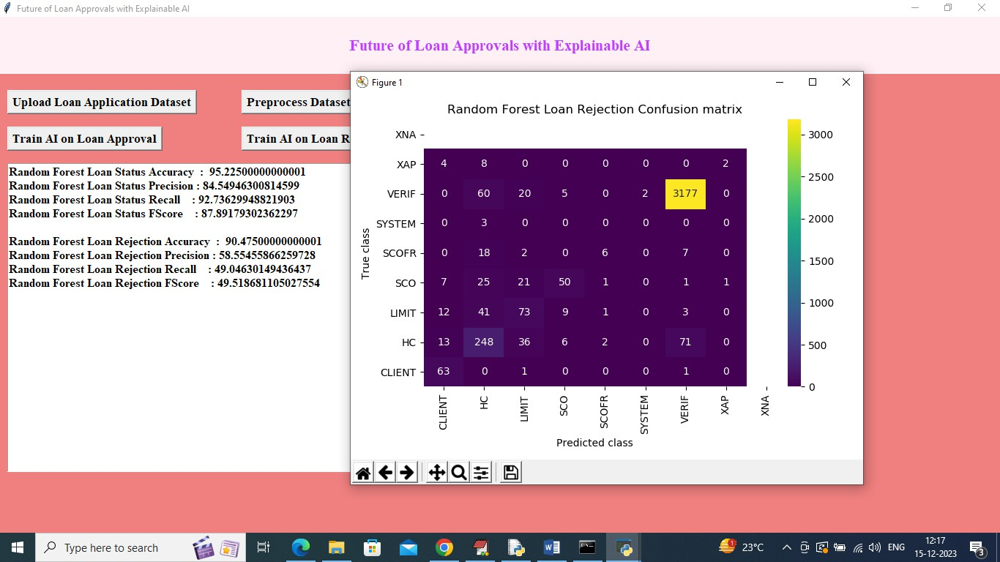 Future of Loan Approvals with Explainable AI
Future of Loan Approvals with Explainable AI
Upload Loan Application Dataset
Preprocess Dataset
Train AI on Loan Approval
Train AI on Loan R
Random Forest Loan Status Accuracy : 95.22500000000001
Random Forest Loan Status Precision : 84.54946300814599
Random Forest Loan Status Recall : 92.73629948821903
Random Forest Loan Status FScore : 87.89179302362297
Random Forest Loan Rejection Accuracy : 90.47500000000001
Random Forest Loan Rejection Precision : 58.55455866259728
Random Forest Loan Rejection Recall : 49.04630149436437
Random Forest Loan Rejection FScore : 49.518681105027554
Figure 1
Random Forest Loan Rejection Confusion matrix
True class
XNA
XAP 4 8 0 0 0 0 0 2
VERIF 0 60 20 5 0 2 3177 0
SYSTEM 0 3 0 0 0 0 0 0
SCOFR 0 18 2 0 6 0 7 0
SCO 7 25 21 50 1 0 1 1
LIMIT 12 41 73 9 1 0 3 0
HC 13 248 36 6 2 0 71 0
CLIENT 63 0 1 0 0 0 1 0
CLIENT HC LIMIT SCO SCOFR SYSTEM VERIF XAP XNA
Predicted class
3000
2500
2000
1500
1000
500
0
Type here to search
1
23°C
ENG
12:17
15-12-2023
3